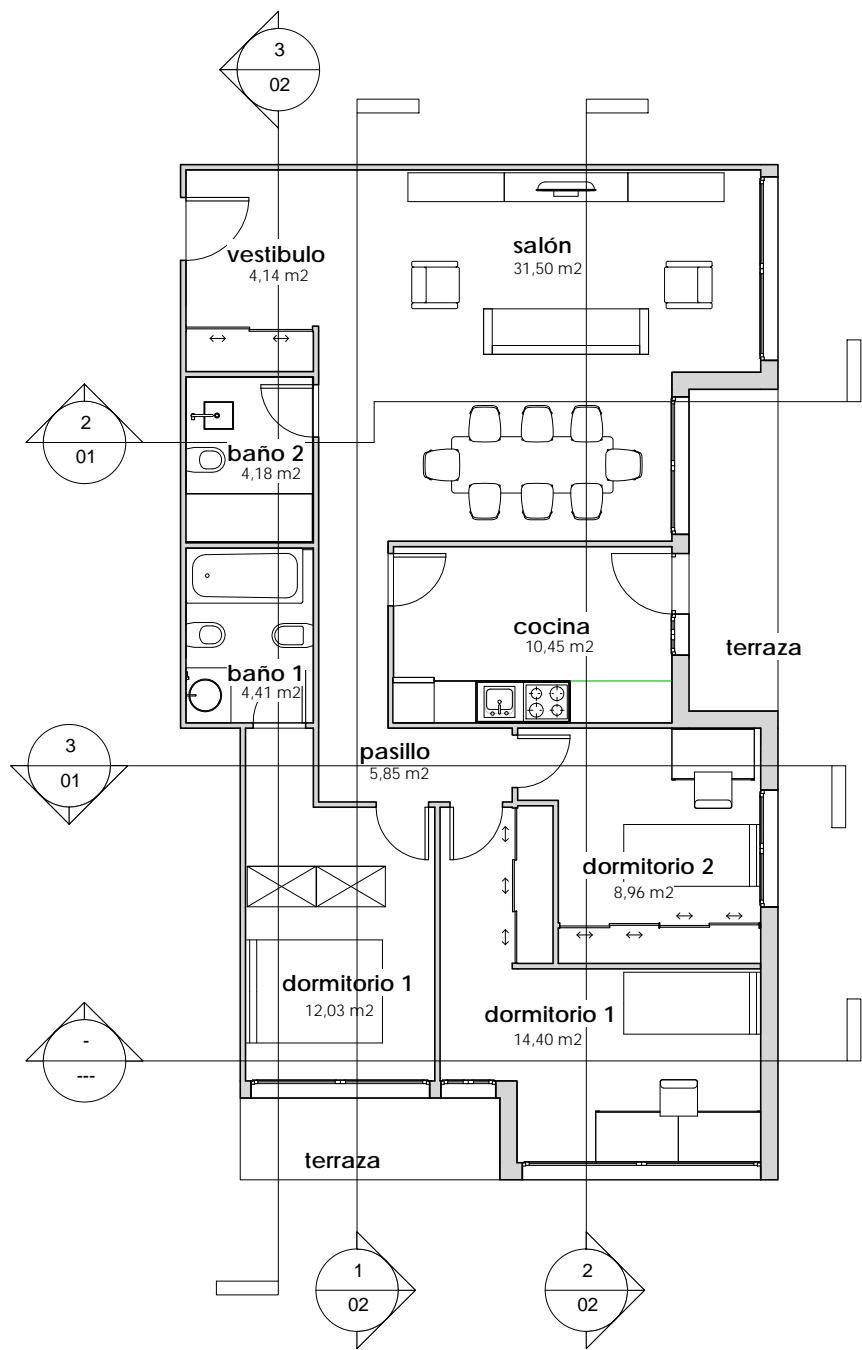 3
02
vestibulo
4,14 m2
salón
31,50 m2
2
01
baño 2
4,18 m2
cocina
10,45 m2
terraza
baño 1
4,41 m2
3
01
pasillo
5,85 m2
dormitorio 2
8,96 m2
dormitorio 1
12,03 m2
dormitorio 1
14,40 m2
-
---
terraza
1
02
2
02